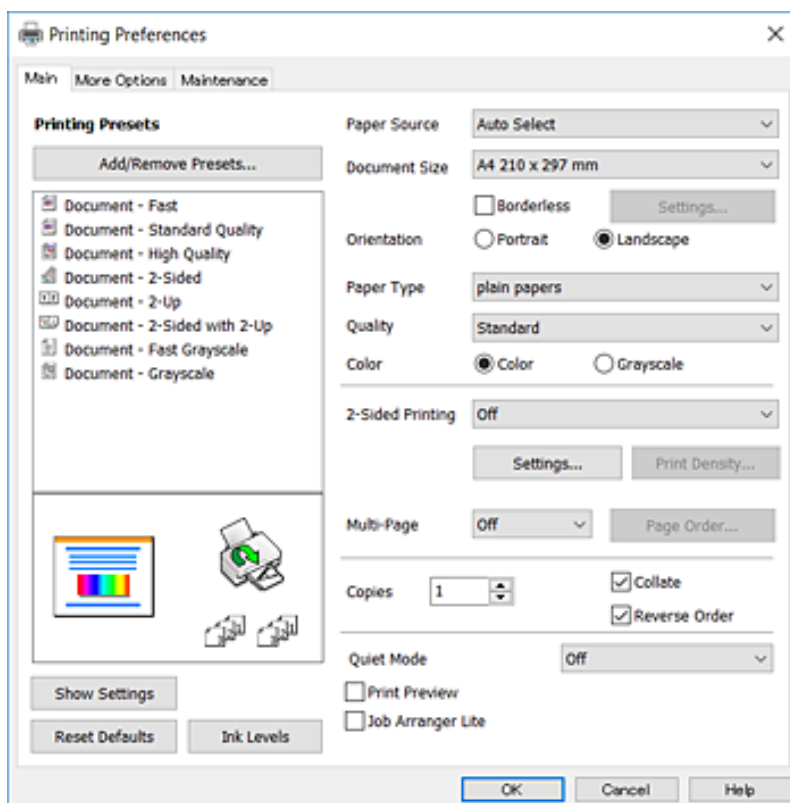 Printing Preferences
Main More Options Maintenance
Printing Presets
Add/Remove Presets...
Document - Fast
Document - Standard Quality
Document - High Quality
Document - 2-Sided
Document - 2-Up
Document - 2-Sided with 2-Up
Document - Fast Grayscale
Document - Grayscale
Show Settings
Reset Defaults Ink Levels
Paper Source Auto Select
Document Size A4 210 x 297 mm
Borderless Settings...
Orientation Portrait Landscape
Paper Type plain papers
Quality Standard
Color Color Grayscale
2-Sided Printing Off
Settings... Print Density...
Multi-Page Off Page Order...
Copies 1 Collate
Reverse Order
Quiet Mode Off
Print Preview
Job Arranger Lite
OK Cancel Help